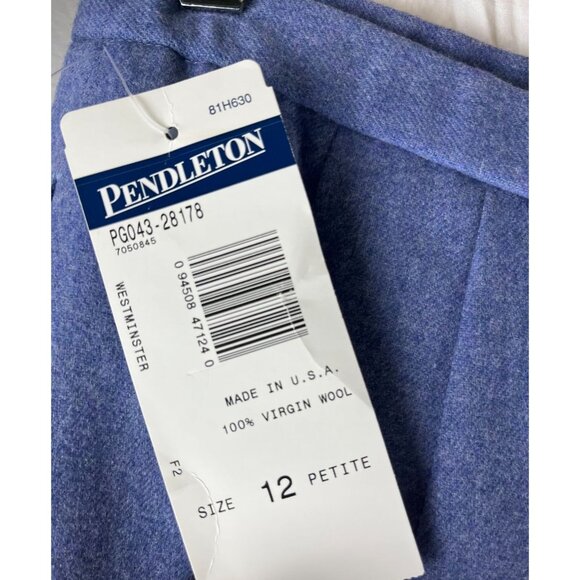 81H630
PENDLETON
PG043-28178
7050845
0 94508 47124 0
WESTMINSTER
MADE IN U.S.A.
100% VIRGIN WOOL
F2
SIZE 12 PETITE